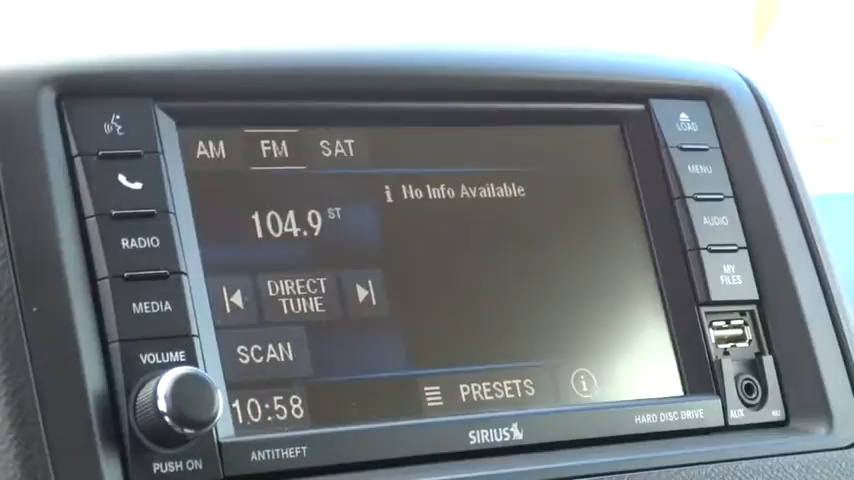 AM FM SAT
i No Info Available
104.9 ST
DIRECT
TUNE
SCAN
10:58
PRESETS i
RADIO
MEDIA
VOLUME
PUSH ON
ANTITHEFT
SIRIUS
HARD DISC DRIVE
LOAD
MENU
AUDIO
MY
FILES
AUX